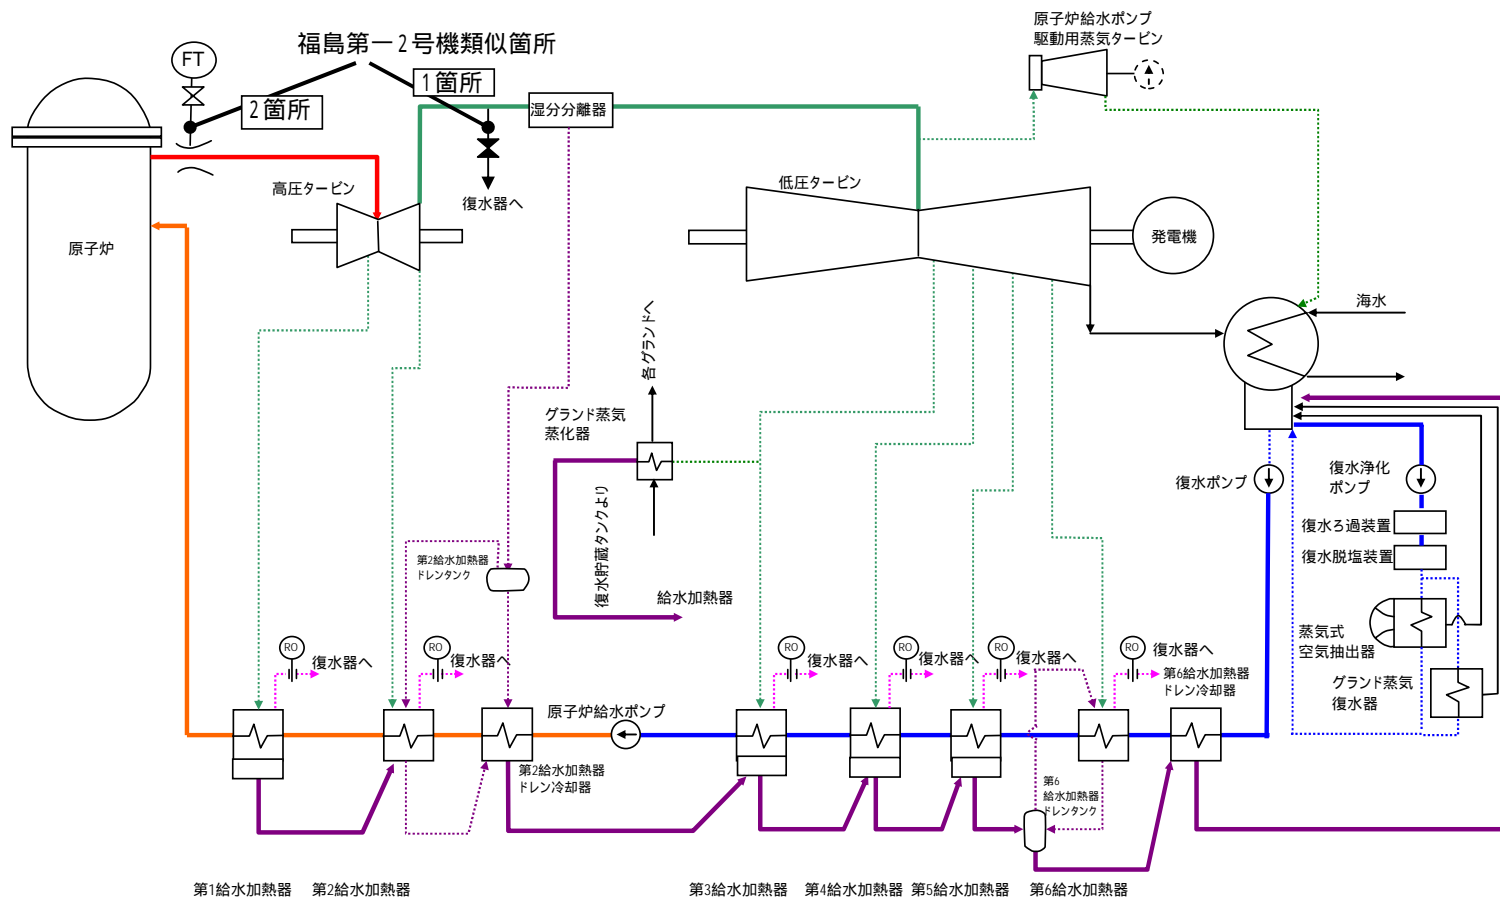 福島第一2号機類似箇所
FT
2箇所
1箇所
湿分分離器
原子炉給水ポンプ
駆動用蒸気タービン
高圧タービン
復水器へ
低圧タービン
原子炉
発電機
海水
各グランドへ
グランド蒸気
蒸化器
復水貯蔵タンクより
給水加熱器
復水ポンプ
復水浄化
ポンプ
復水ろ過装置
復水脱塩装置
蒸気式
空気抽出器
グランド蒸気
復水器
第2給水加熱器
ドレンタンク
RO
復水器へ
RO
復水器へ
RO
復水器へ
RO
復水器へ
RO
復水器へ
RO
復水器へ
第6給水加熱器
ドレン冷却器
原子炉給水ポンプ
第2給水加熱器
ドレン冷却器
第6
給水加熱器
ドレンタンク
第1給水加熱器
第2給水加熱器
第3給水加熱器
第4給水加熱器
第5給水加熱器
第6給水加熱器